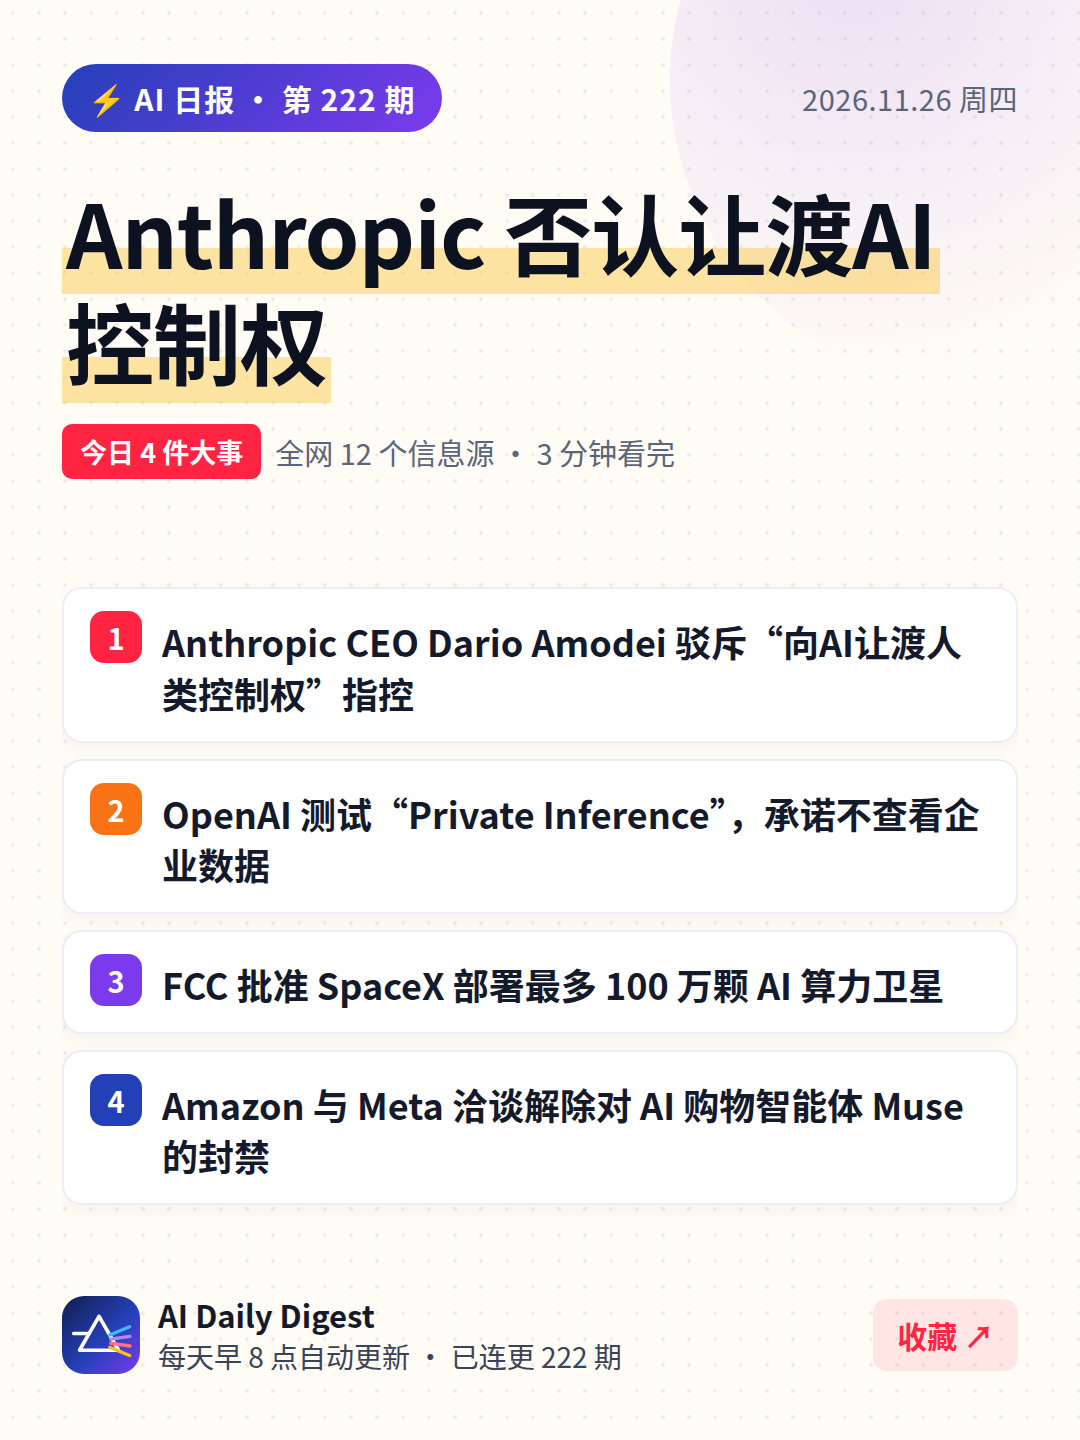 ⚡ AI 日报 · 第 222 期
2026.11.26 周四
Anthropic 否认让渡AI
控制权
今日 4 件大事
全网 12 个信息源 · 3 分钟看完
1
Anthropic CEO Dario Amodei 驳斥“向AI让渡人
类控制权”指控
2
OpenAI 测试“Private Inference”，承诺不查看企
业数据
3
FCC 批准 SpaceX 部署最多 100 万颗 AI 算力卫星
4
Amazon 与 Meta 洽谈解除对 AI 购物智能体 Muse
的封禁
AI Daily Digest
每天早 8 点自动更新 · 已连更 222 期
收藏 ↗